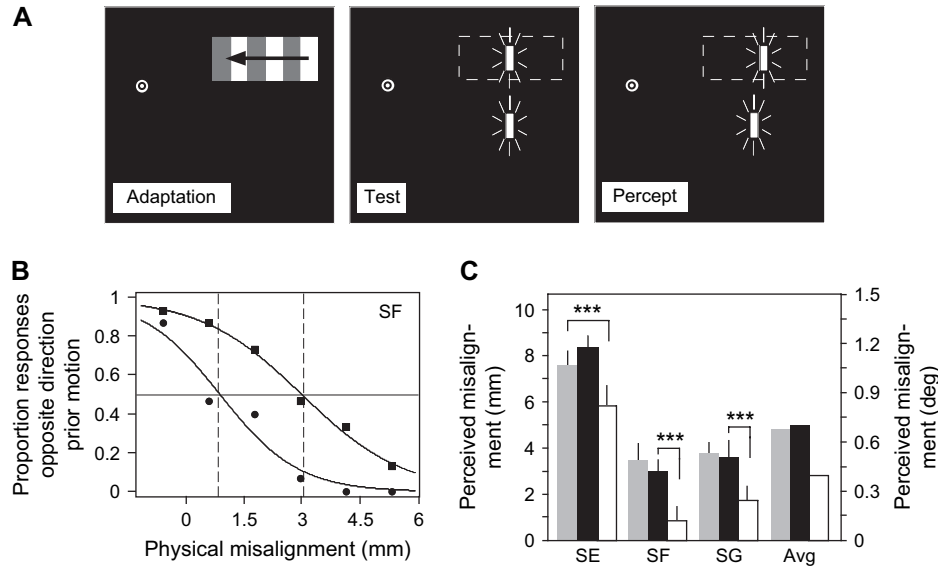 A
Adaptation
Test
Percept
B
Proportion responses
opposite direction
prior motion
1
0.8
0.6
0.4
0.2
0
SF
0 1.5 3 4.5 6
Physical misalignment (mm)
C
Perceived misalign-
ment (mm)
10
8
6
4
2
0
***
***
***
SE SF SG Avg
1.5
1.2
0.9
0.6
0.3
0
Perceived misalign-
ment (deg)